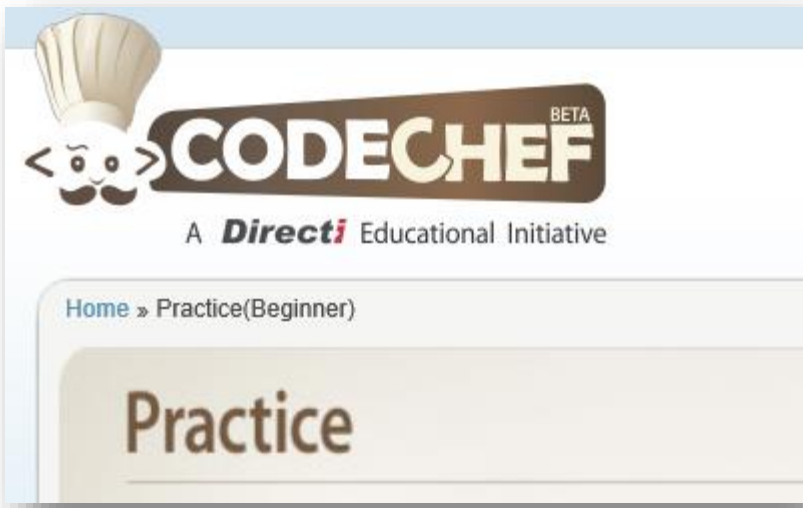 BETA
CODECHEF
A Directi Educational Initiative
Home » Practice(Beginner)
Practice